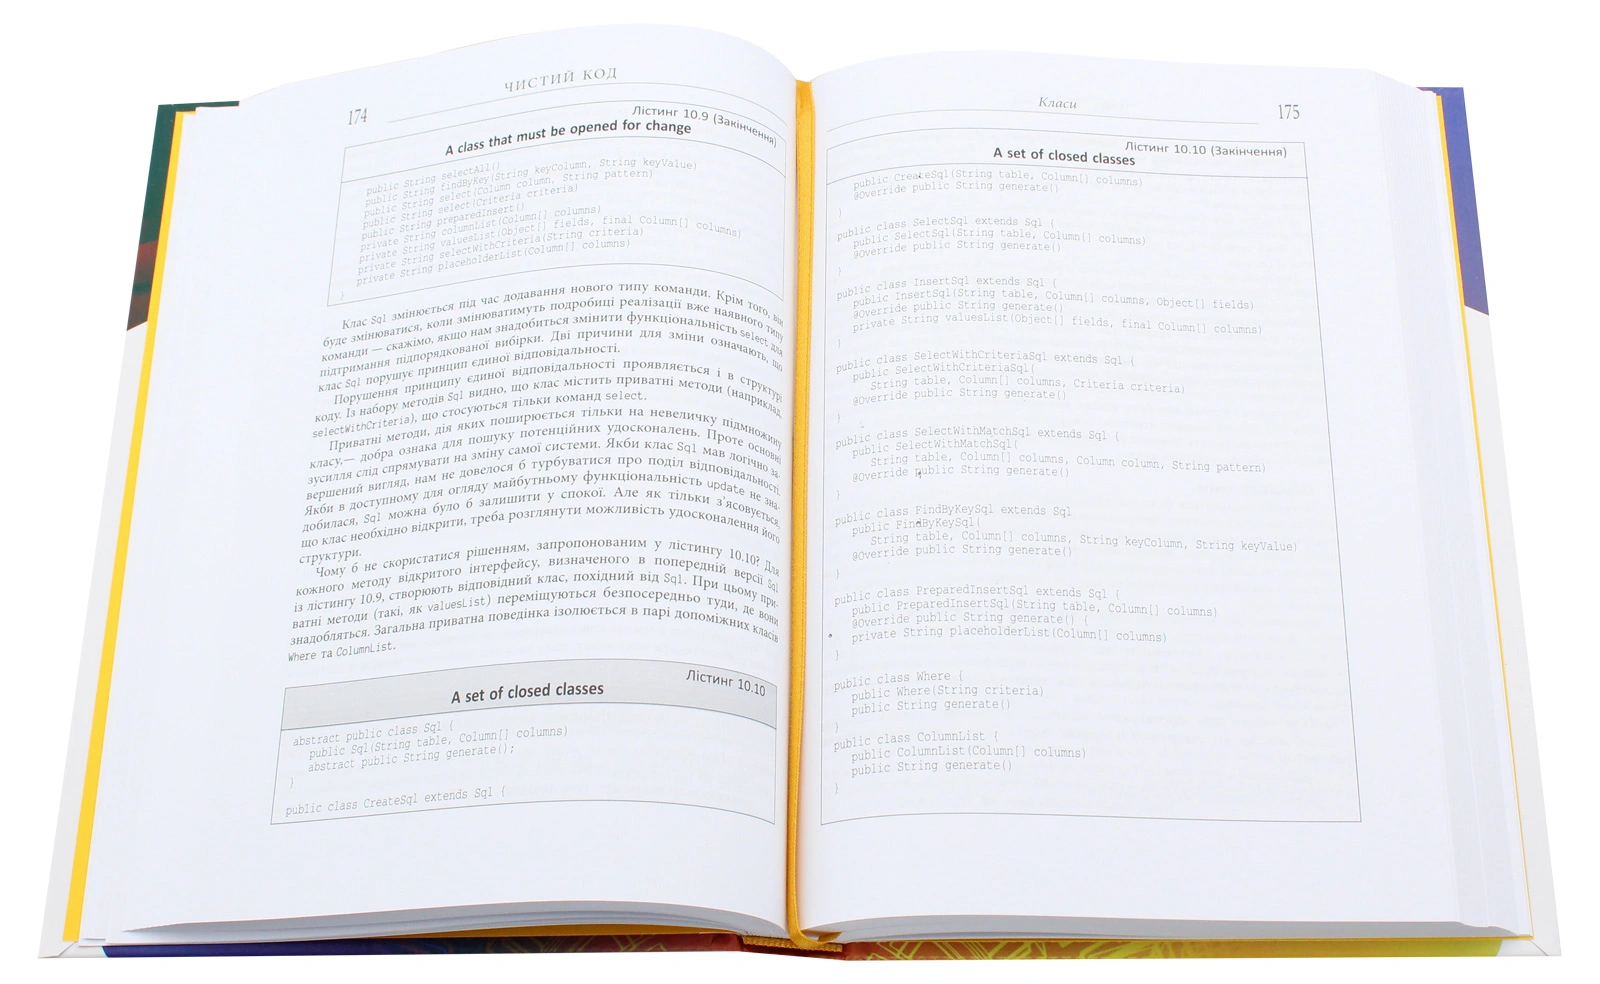 174
ЧИСТИЙ КОД
Лістинг 10.9 (Закінчення)
A class that must be opened for change
public String selectAll()
public String findByKey(String keyColumn, String keyValue)
public String select(Column column, String pattern)
public String select(Criteria criteria)
public String preparedInsert()
private String columnList(Column[] columns)
private String valuesList(Object[] fields, final Column[] columns)
private String selectWithCriteria(String criteria)
private String placeholderList(Column[] columns)
}
Клас Sql змінюється під час додавання нового типу команди. Крім того, він
буде змінюватися, коли змінюватимуть подробиці реалізації вже наявного типу
команди — скажімо, якщо нам знадобиться змінити функціональність select для
підтримання підпорядкованої вибірки. Дві причини для зміни означають, що
клас Sql порушує принцип єдиної відповідальності.
Порушення принципу єдиної відповідальності проявляється і в структурі
коду. Із набору методів Sql видно, що клас містить приватні методи (наприклад,
selectWithCriteria), що стосуються тільки команд select.
Приватні методи, дія яких поширюється тільки на невеличку підмножину
класу,— добра ознака для пошуку потенційних удосконалень. Проте основні
зусилля слід спрямувати на зміну самої системи. Якби клас Sql мав логічно за-
вершений вигляд, нам не довелося б турбуватися про поділ відповідальності.
Якби в доступному для огляду майбутньому функціональність update не зна-
добилася, Sql можна було б залишити у спокої. Але як тільки з’ясовується,
що клас необхідно відкрити, треба розглянути можливість удосконалення його
структури.
Чому б не скористатися рішенням, запропонованим у лістингу 10.10? Для
кожного методу відкритого інтерфейсу, визначеного в попередній версії Sql
із лістингу 10.9, створюють відповідний клас, похідний від Sql. При цьому при-
ватні методи (такі, як valuesList) переміщуються безпосередньо туди, де вони
знадобляться. Загальна приватна поведінка ізолюється в парі допоміжних класів
Where та ColumnList.
Лістинг 10.10
A set of closed classes
abstract public class Sql {
public Sql(String table, Column[] columns)
abstract public String generate();
}
public class CreateSql extends Sql {
Класи
175
Лістинг 10.10 (Закінчення)
A set of closed classes
public CreateSql(String table, Column[] columns)
@Override public String generate()
}
public class SelectSql extends Sql {
public SelectSql(String table, Column[] columns)
@Override public String generate()
}
public class InsertSql extends Sql {
public InsertSql(String table, Column[] columns, Object[] fields)
@Override public String generate()
private String valuesList(Object[] fields, final Column[] columns)
}
public class SelectWithCriteriaSql extends Sql {
public SelectWithCriteriaSql(
String table, Column[] columns, Criteria criteria)
@Override public String generate()
}
public class SelectWithMatchSql extends Sql {
public SelectWithMatchSql(
String table, Column[] columns, Column column, String pattern)
@Override public String generate()
}
public class FindByKeySql extends Sql
public FindByKeySql(
String table, Column[] columns, String keyColumn, String keyValue)
@Override public String generate()
}
public class PreparedInsertSql extends Sql {
public PreparedInsertSql(String table, Column[] columns)
@Override public String generate() {
private String placeholderList(Column[] columns)
}
public class Where {
public Where(String criteria)
public String generate()
}
public class ColumnList {
public ColumnList(Column[] columns)
public String generate()
}